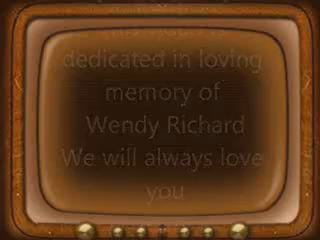 dedicated in loving
memory of
Wendy Richard
We will always love
you